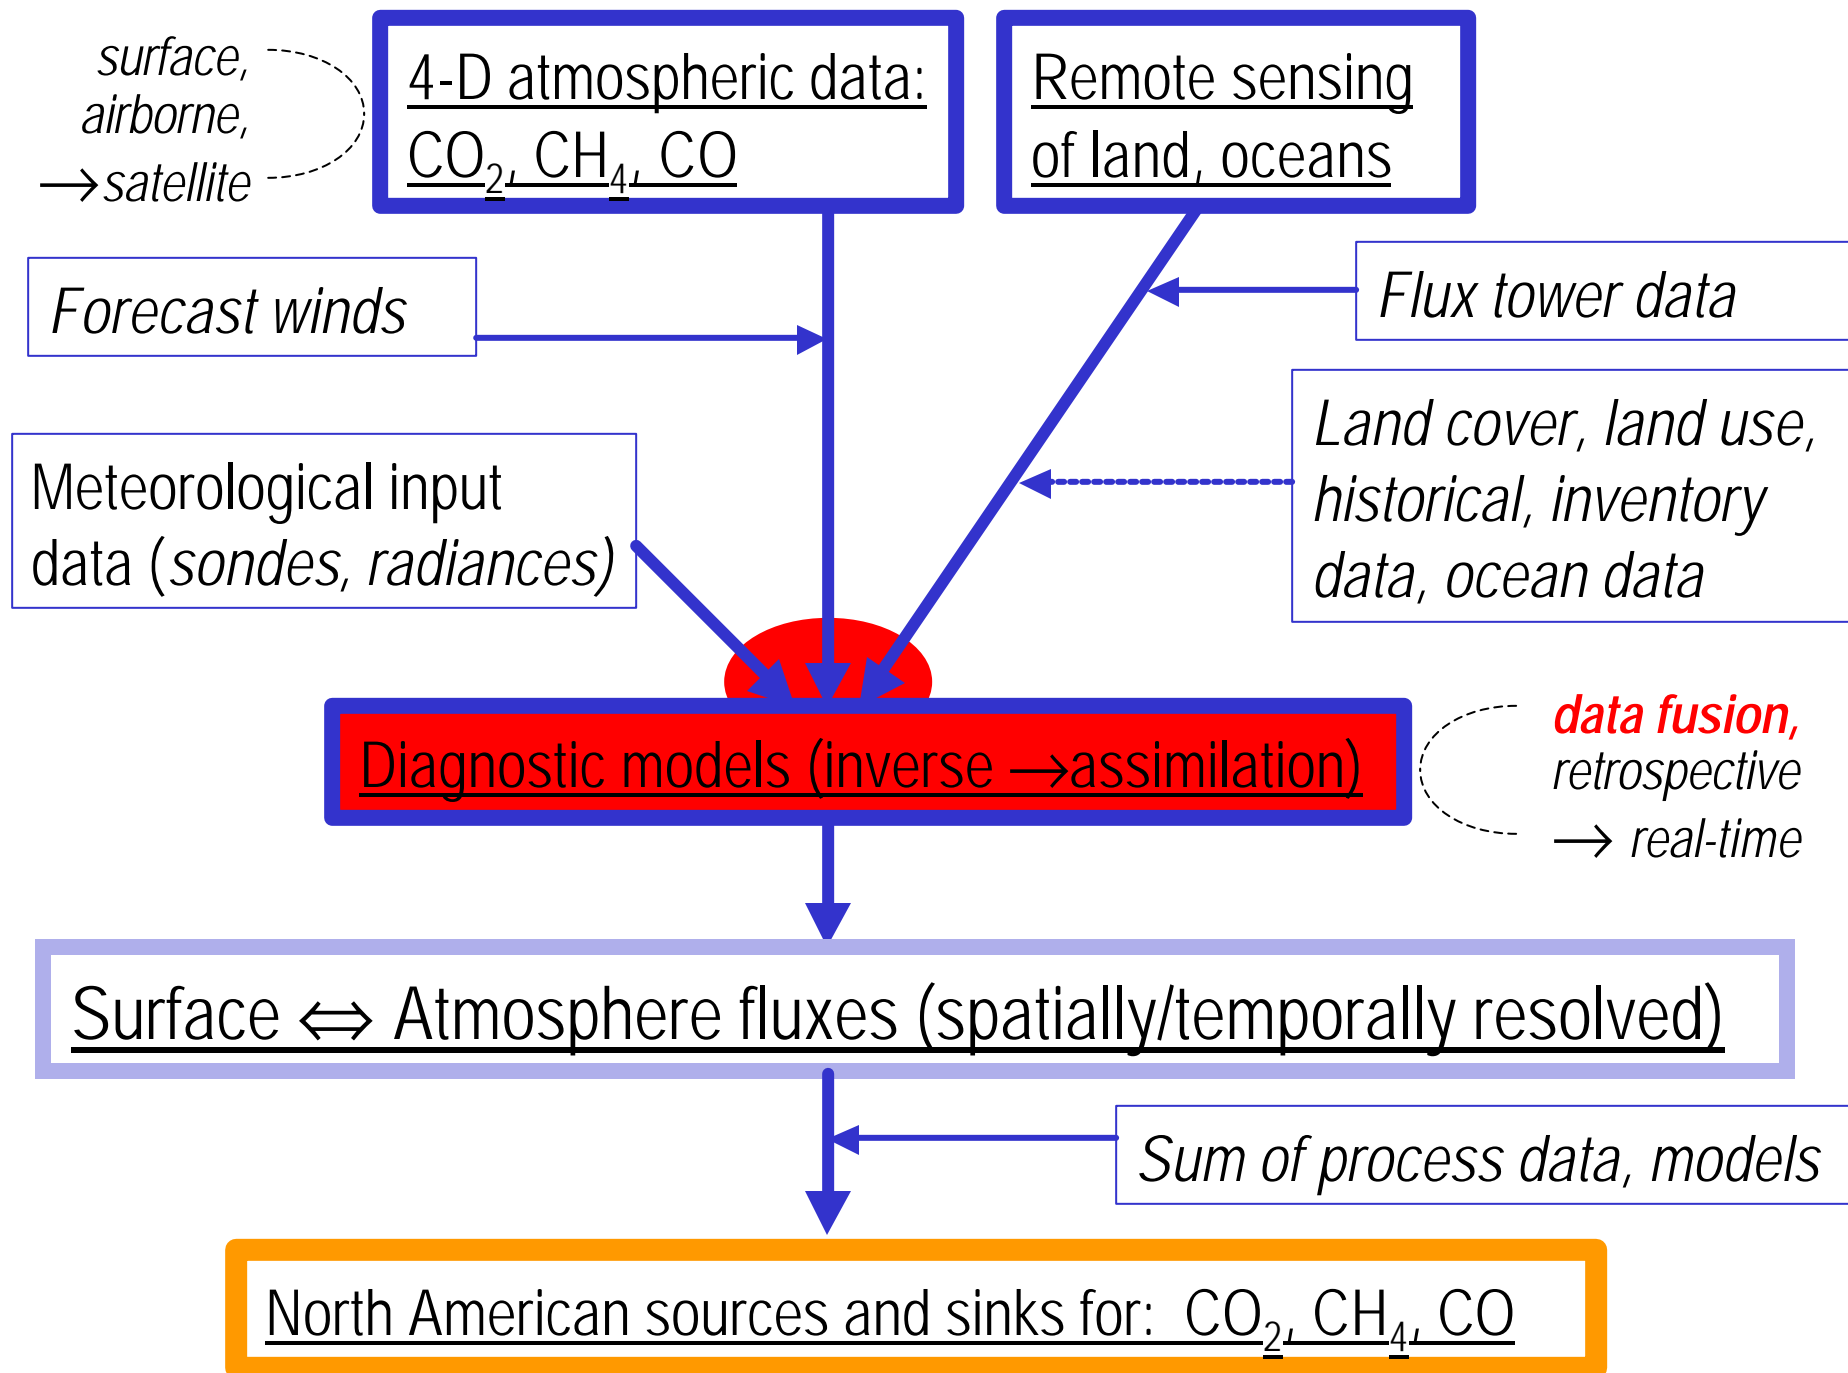 surface,
airborne,
→satellite
4-D atmospheric data:
CO₂, CH₄, CO
Remote sensing
of land, oceans
Forecast winds
Flux tower data
Meteorological input
data (sondes, radiances)
Land cover, land use,
historical, inventory
data, ocean data
Diagnostic models (inverse →assimilation)
data fusion,
retrospective
→ real-time
Surface ⇔ Atmosphere fluxes (spatially/temporally resolved)
Sum of process data, models
North American sources and sinks for: CO₂, CH₄, CO